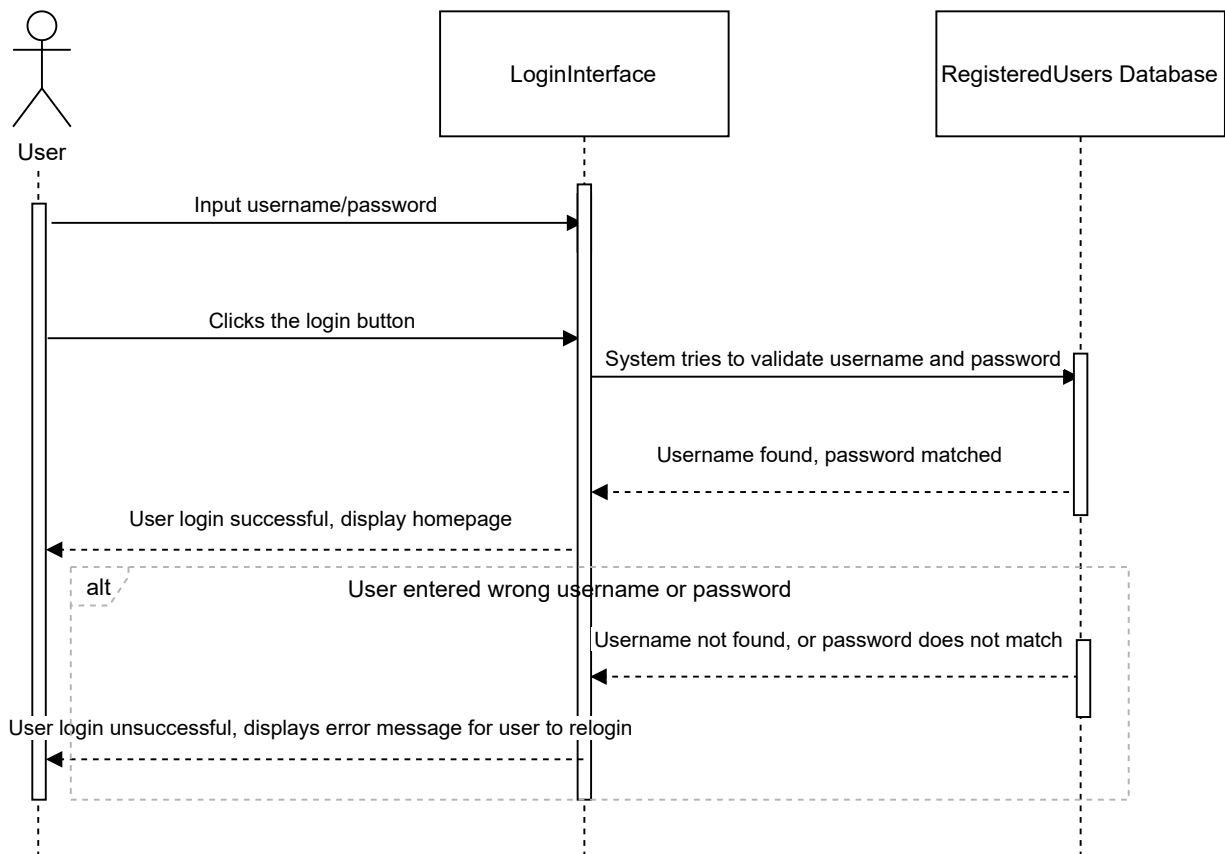 LoginInterface
RegisteredUsers Database
User
Input username/password
Clicks the login button
System tries to validate username and password
Username found, password matched
User login successful, display homepage
alt
User entered wrong username or password
Username not found, or password does not match
User login unsuccessful, displays error message for user to relogin